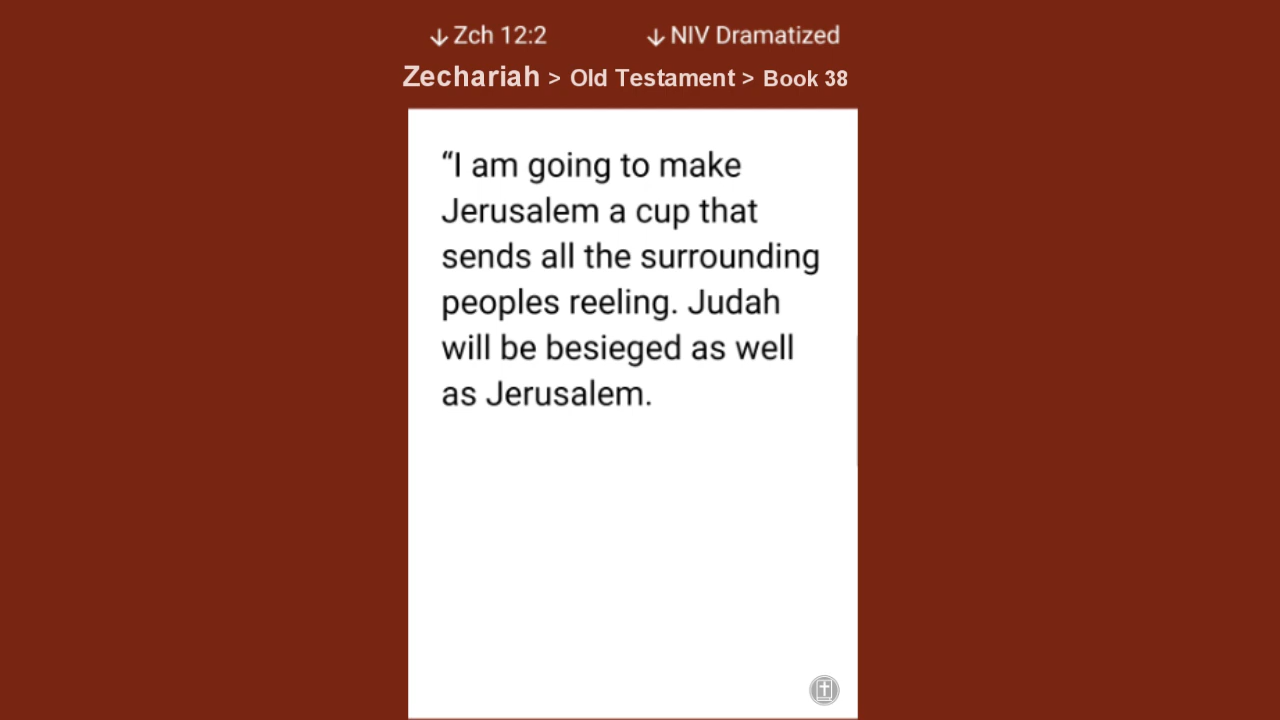 ↓ Zch 12:2 ↓ NIV Dramatized
Zechariah > Old Testament > Book 38
“I am going to make
Jerusalem a cup that
sends all the surrounding
peoples reeling. Judah
will be besieged as well
as Jerusalem.